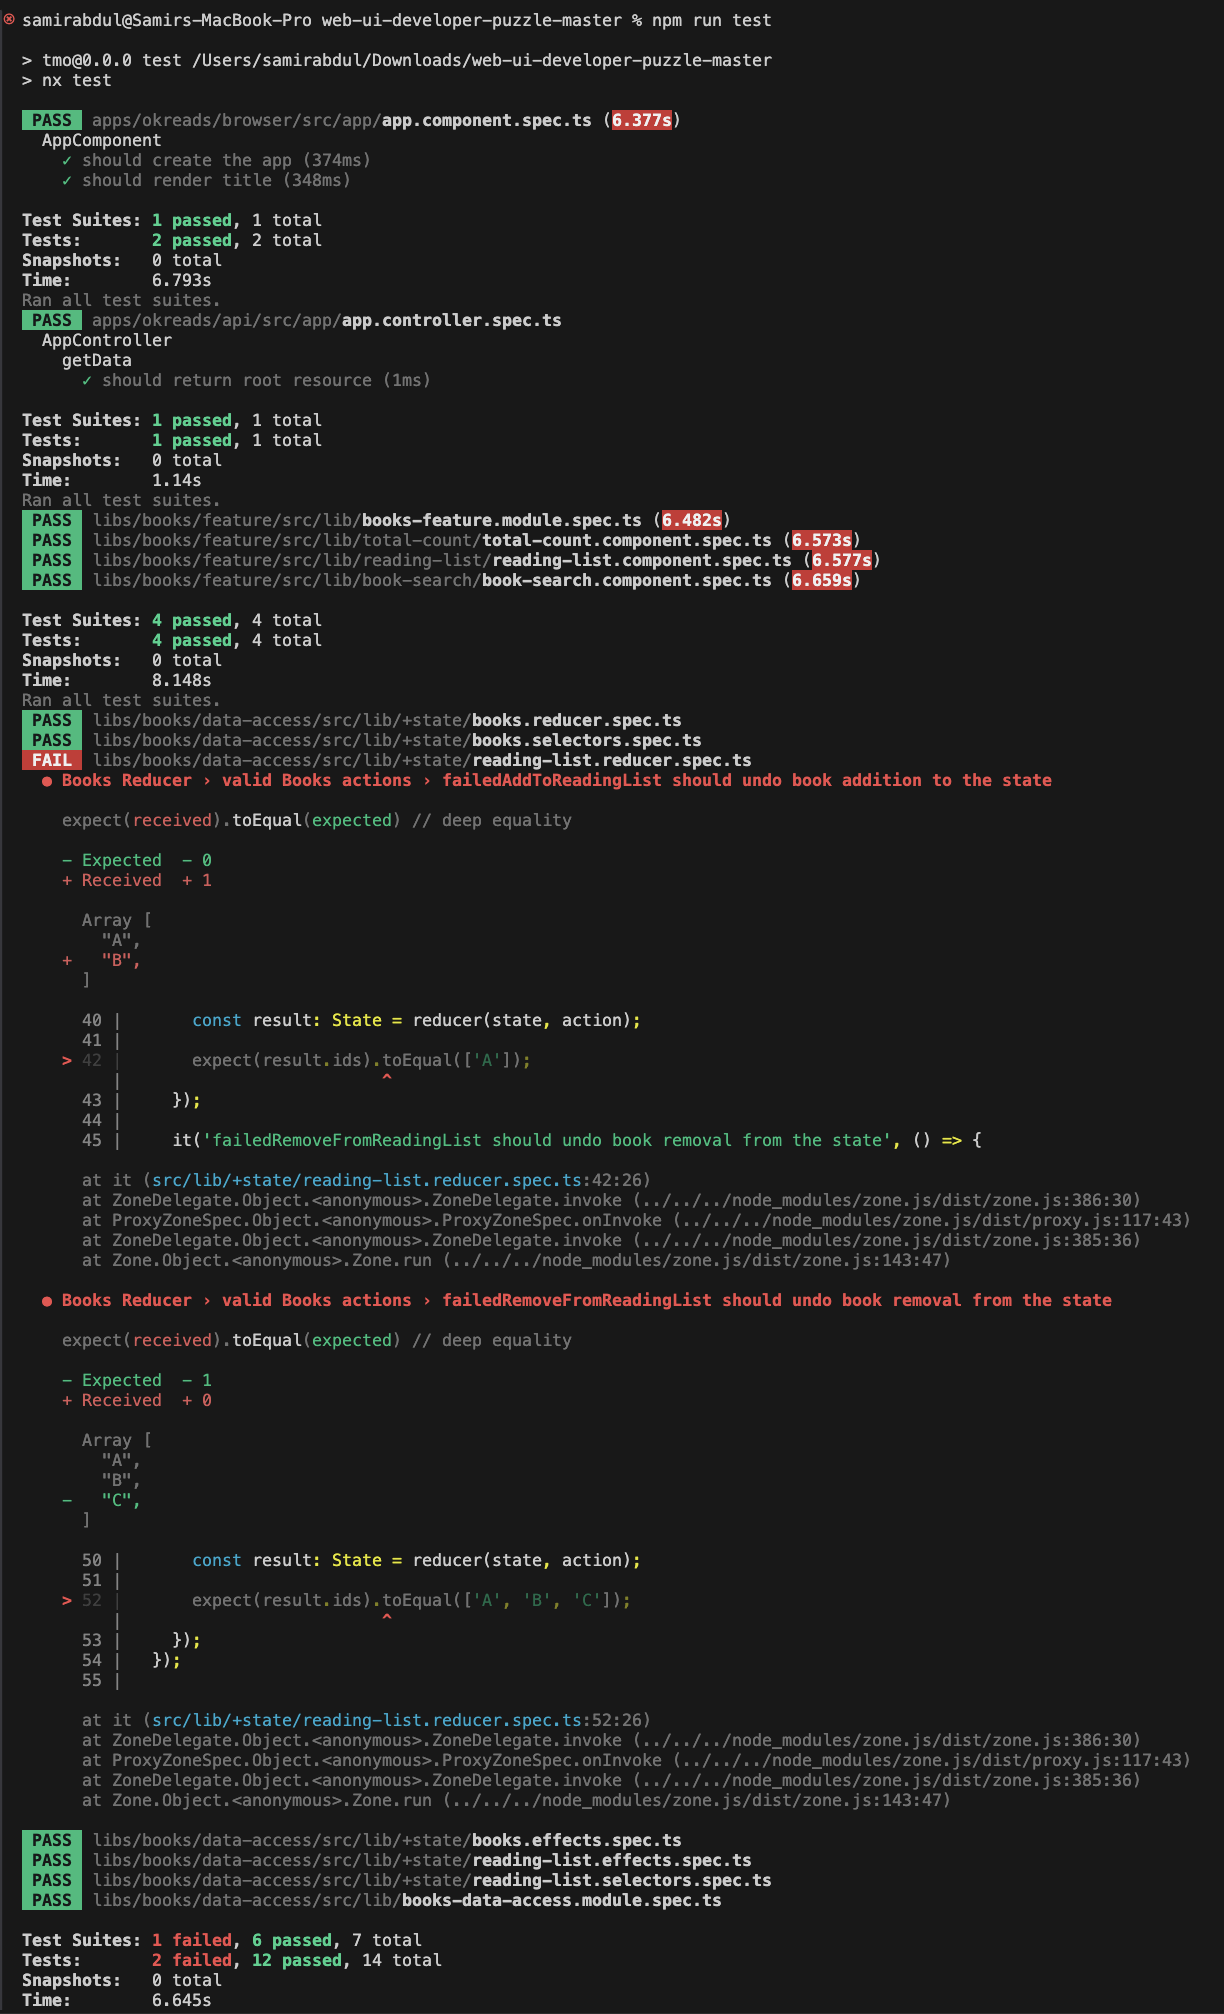 samirabdul@Samirs-MacBook-Pro web-ui-developer-puzzle-master % npm run test
> tmo@0.0.0 test /Users/samirabdul/Downloads/web-ui-developer-puzzle-master
> nx test
PASS apps/okreads/browser/src/app/app.component.spec.ts (6.377s)
AppComponent
✓ should create the app (374ms)
✓ should render title (348ms)
Test Suites: 1 passed, 1 total
Tests: 2 passed, 2 total
Snapshots: 0 total
Time: 6.793s
Ran all test suites.
PASS apps/okreads/api/src/app/app.controller.spec.ts
AppController
getData
✓ should return root resource (1ms)
Test Suites: 1 passed, 1 total
Tests: 1 passed, 1 total
Snapshots: 0 total
Time: 1.14s
Ran all test suites.
PASS libs/books/feature/src/lib/books-feature.module.spec.ts (6.482s)
PASS libs/books/feature/src/lib/total-count/total-count.component.spec.ts (6.573s)
PASS libs/books/feature/src/lib/reading-list/reading-list.component.spec.ts (6.577s)
PASS libs/books/feature/src/lib/book-search/book-search.component.spec.ts (6.659s)
Test Suites: 4 passed, 4 total
Tests: 4 passed, 4 total
Snapshots: 0 total
Time: 8.148s
Ran all test suites.
PASS libs/books/data-access/src/lib/+state/books.reducer.spec.ts
PASS libs/books/data-access/src/lib/+state/books.selectors.spec.ts
FAIL libs/books/data-access/src/lib/+state/reading-list.reducer.spec.ts
● Books Reducer › valid Books actions › failedAddToReadingList should undo book addition to the state
expect(received).toEqual(expected) // deep equality
- Expected - 0
+ Received + 1
Array [
"A",
+ "B",
]
40 | const result: State = reducer(state, action);
41 |
> 42 | expect(result.ids).toEqual(['A']);
| ^
43 | });
44 |
45 | it('failedRemoveFromReadingList should undo book removal from the state', () => {
at it (src/lib/+state/reading-list.reducer.spec.ts:42:26)
at ZoneDelegate.Object.<anonymous>.ZoneDelegate.invoke (../../../node_modules/zone.js/dist/zone.js:386:30)
at ProxyZoneSpec.Object.<anonymous>.ProxyZoneSpec.onInvoke (../../../node_modules/zone.js/dist/proxy.js:117:43)
at ZoneDelegate.Object.<anonymous>.ZoneDelegate.invoke (../../../node_modules/zone.js/dist/zone.js:385:36)
at Zone.Object.<anonymous>.Zone.run (../../../node_modules/zone.js/dist/zone.js:143:47)
● Books Reducer › valid Books actions › failedRemoveFromReadingList should undo book removal from the state
expect(received).toEqual(expected) // deep equality
- Expected - 1
+ Received + 0
Array [
"A",
"B",
- "C",
]
50 | const result: State = reducer(state, action);
51 |
> 52 | expect(result.ids).toEqual(['A', 'B', 'C']);
| ^
53 | });
54 | });
55 |
at it (src/lib/+state/reading-list.reducer.spec.ts:52:26)
at ZoneDelegate.Object.<anonymous>.ZoneDelegate.invoke (../../../node_modules/zone.js/dist/zone.js:386:30)
at ProxyZoneSpec.Object.<anonymous>.ProxyZoneSpec.onInvoke (../../../node_modules/zone.js/dist/proxy.js:117:43)
at ZoneDelegate.Object.<anonymous>.ZoneDelegate.invoke (../../../node_modules/zone.js/dist/zone.js:385:36)
at Zone.Object.<anonymous>.Zone.run (../../../node_modules/zone.js/dist/zone.js:143:47)
PASS libs/books/data-access/src/lib/+state/books.effects.spec.ts
PASS libs/books/data-access/src/lib/+state/reading-list.effects.spec.ts
PASS libs/books/data-access/src/lib/+state/reading-list.selectors.spec.ts
PASS libs/books/data-access/src/lib/books-data-access.module.spec.ts
Test Suites: 1 failed, 6 passed, 7 total
Tests: 2 failed, 12 passed, 14 total
Snapshots: 0 total
Time: 6.645s